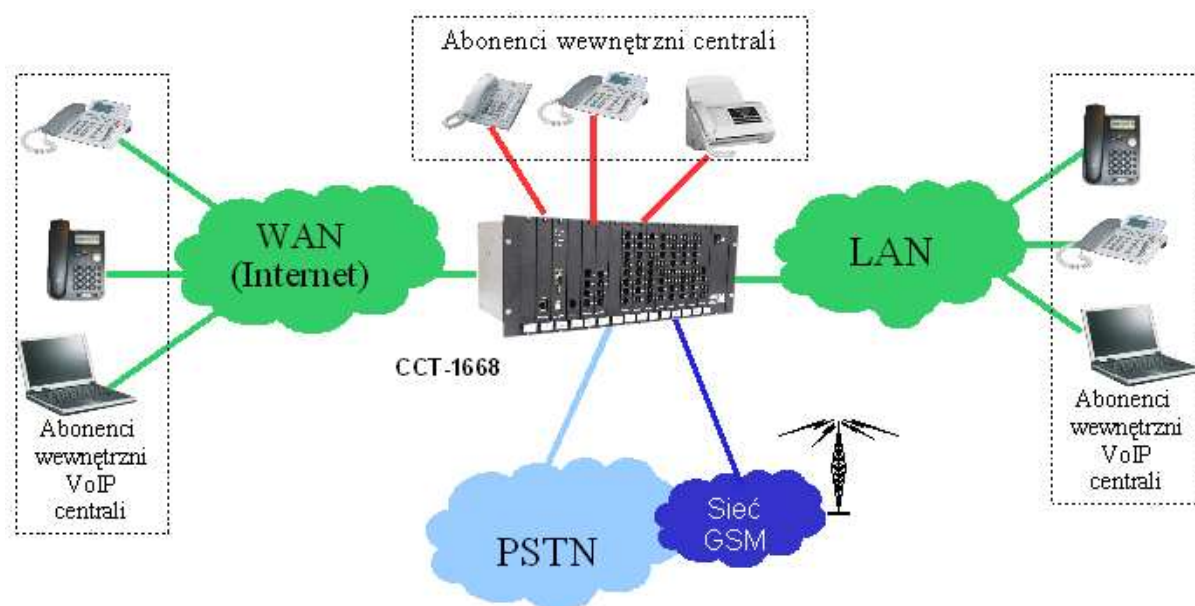 Abonenci wewnętrzni centrali
WAN
(Internet)
LAN
CCT-1668
Abonenci
wewnętrzni
VoIP
centrali
Abonenci
wewnętrzni
VoIP
centrali
PSTN
Sieć
GSM